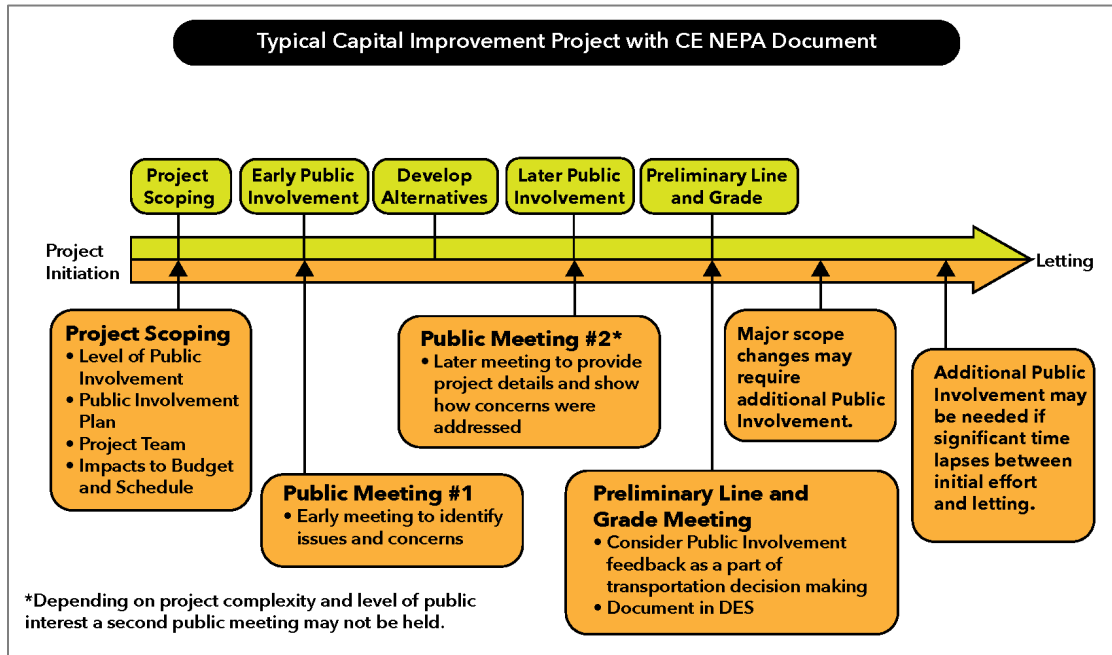 Typical Capital Improvement Project with CE NEPA Document
Project
Scoping
Early Public
Involvement
Develop
Alternatives
Later Public
Involvement
Preliminary Line
and Grade
Project
Initiation
Letting
Project Scoping
• Level of Public
Involvement
• Public Involvement
Plan
• Project Team
• Impacts to Budget
and Schedule
Public Meeting #1
• Early meeting to identify
issues and concerns
Public Meeting #2*
• Later meeting to provide
project details and show
how concerns were
addressed
Preliminary Line and
Grade Meeting
• Consider Public Involvement
feedback as a part of
transportation decision making
• Document in DES
Major scope
changes may
require
additional Public
Involvement.
Additional Public
Involvement may
be needed if
significant time
lapses between
initial effort
and letting.
*Depending on project complexity and level of public
interest a second public meeting may not be held.